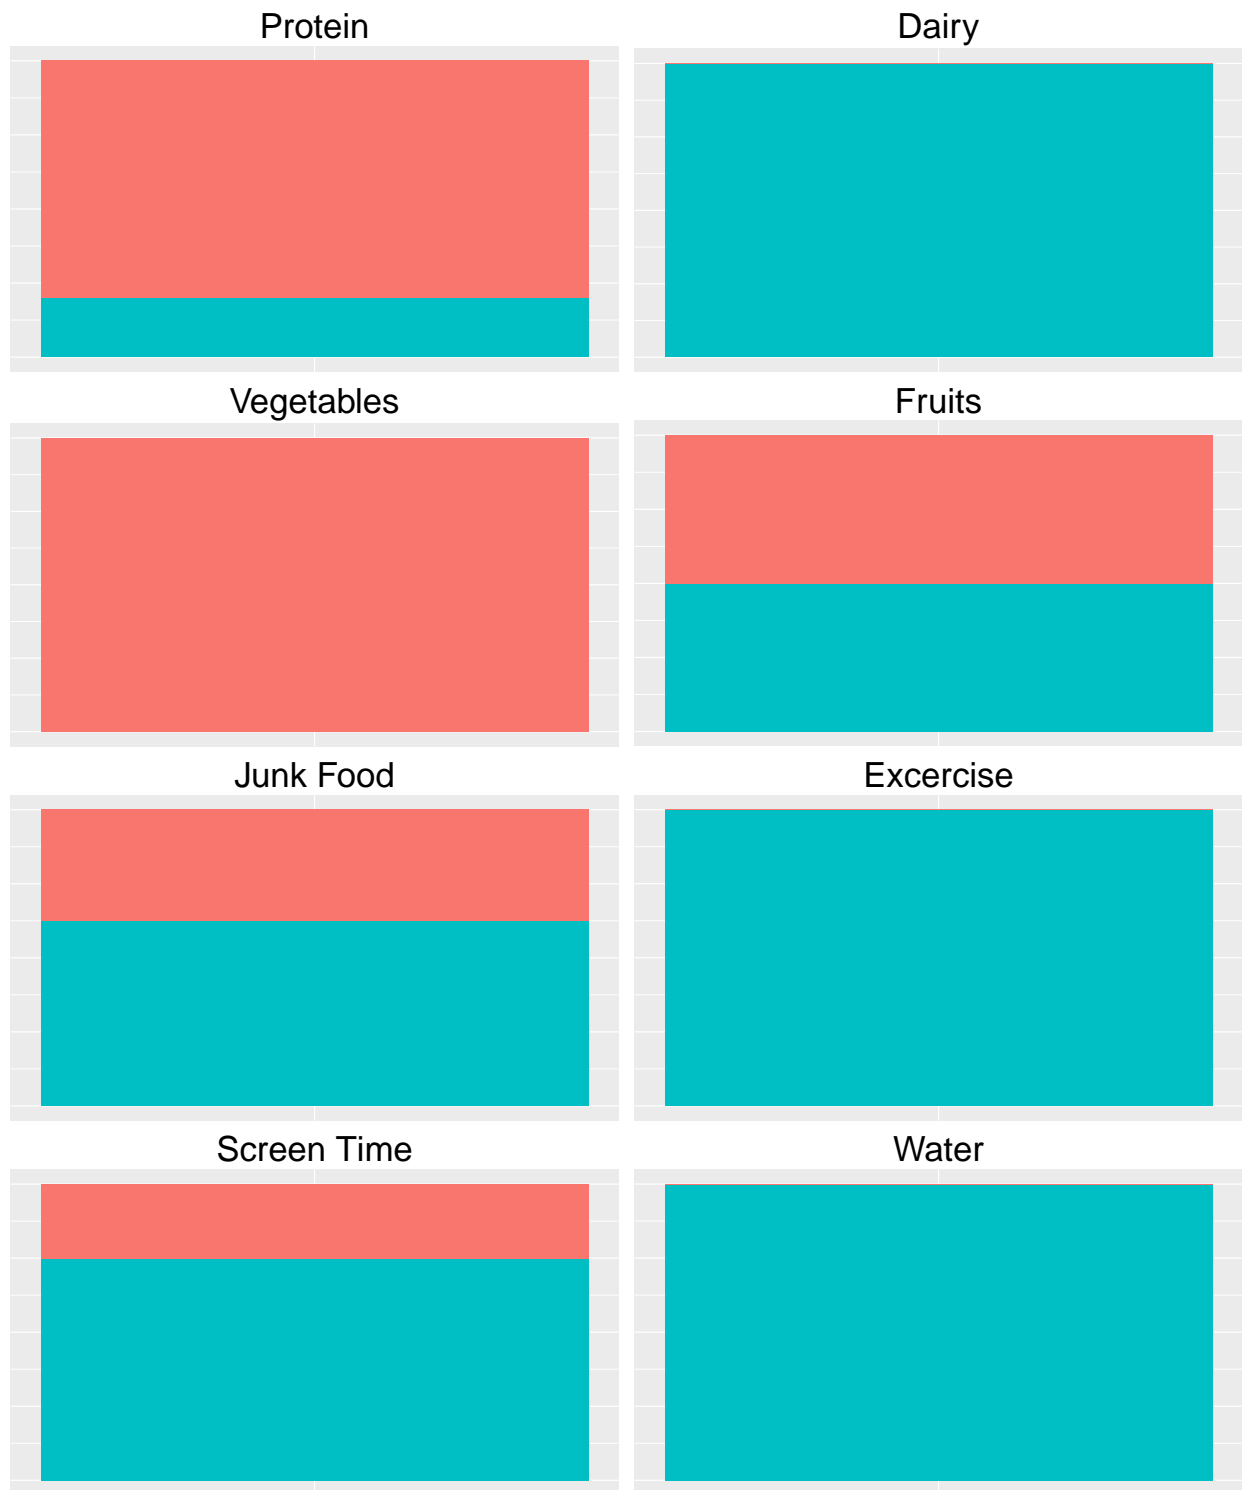 Protein
Dairy
Vegetables
Fruits
Junk Food
Excercise
Screen Time
Water